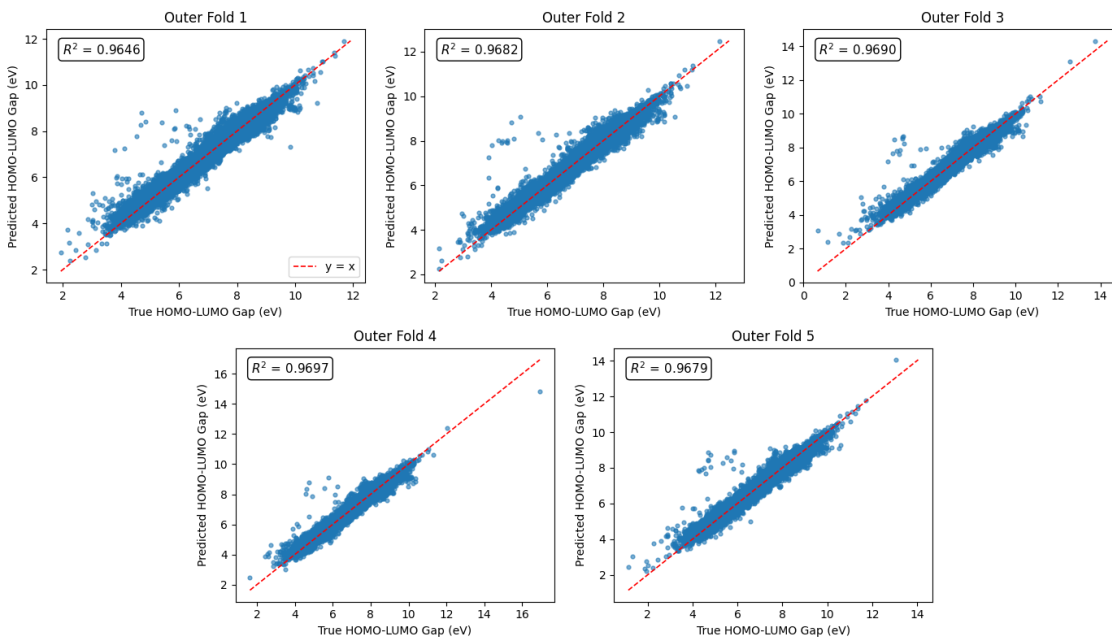 Outer Fold 1
R² = 0.9646
Predicted HOMO-LUMO Gap (eV)
12
10
8
6
4
2
2 4 6 8 10 12
True HOMO-LUMO Gap (eV)
y = x
Outer Fold 2
R² = 0.9682
Predicted HOMO-LUMO Gap (eV)
12
10
8
6
4
2
2 4 6 8 10 12
True HOMO-LUMO Gap (eV)
Outer Fold 3
R² = 0.9690
Predicted HOMO-LUMO Gap (eV)
14
12
10
8
6
4
2
0
0 2 4 6 8 10 12 14
True HOMO-LUMO Gap (eV)
Outer Fold 4
R² = 0.9697
Predicted HOMO-LUMO Gap (eV)
16
14
12
10
8
6
4
2
2 4 6 8 10 12 14 16
True HOMO-LUMO Gap (eV)
Outer Fold 5
R² = 0.9679
Predicted HOMO-LUMO Gap (eV)
14
12
10
8
6
4
2
2 4 6 8 10 12 14
True HOMO-LUMO Gap (eV)